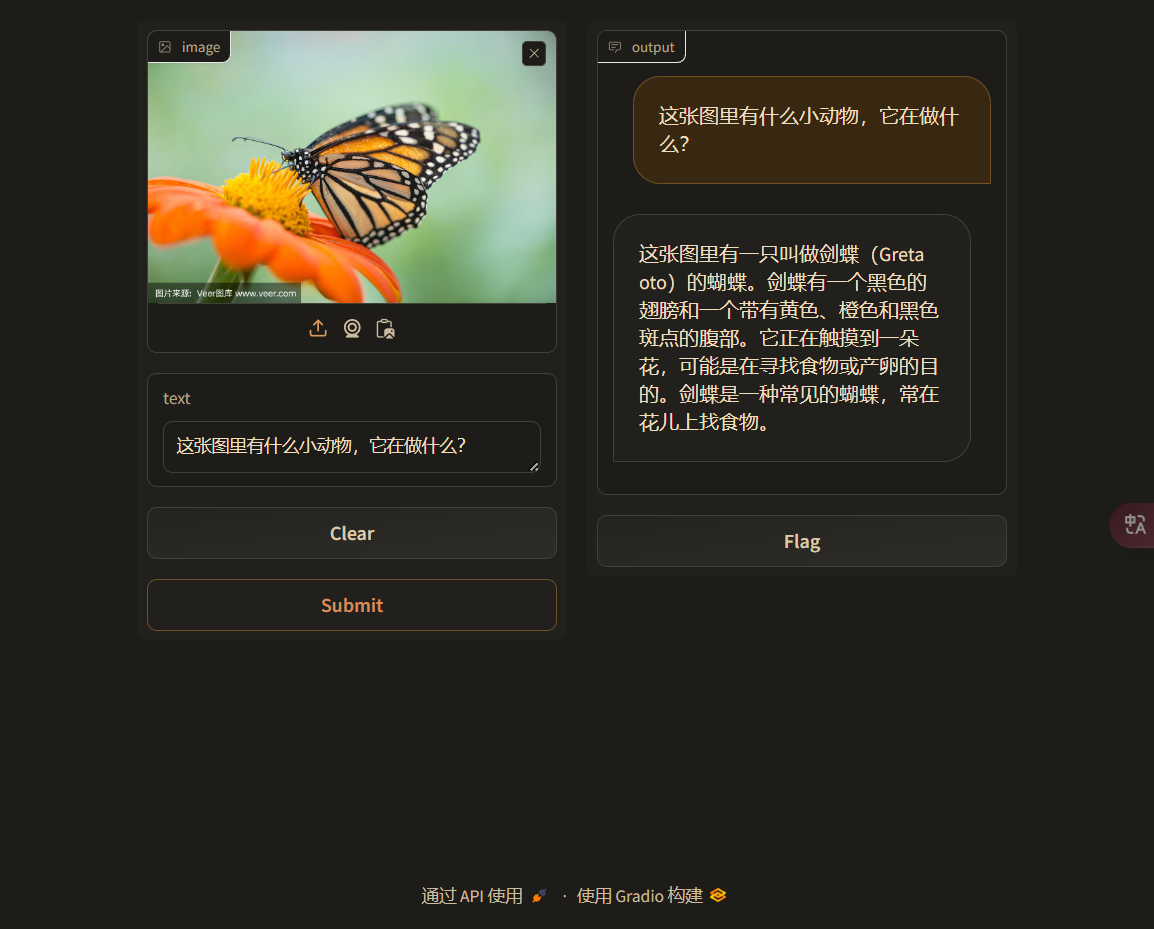 image
图片来源：Veer图库 www.veer.com
text
这张图里有什么小动物，它在做什么？
Clear
Submit
output
这张图里有什么小动物，它在做什
么？
这张图里有一只叫做剑蝶（Greta
oto）的蝴蝶。剑蝶有一个黑色的
翅膀和一个带有黄色、橙色和黑色
斑点的腹部。它正在触摸到一朵
花，可能是在寻找食物或产卵的目
的。剑蝶是一种常见的蝴蝶，常在
花儿上找食物。
Flag
中A
通过 API 使用 · 使用 Gradio 构建